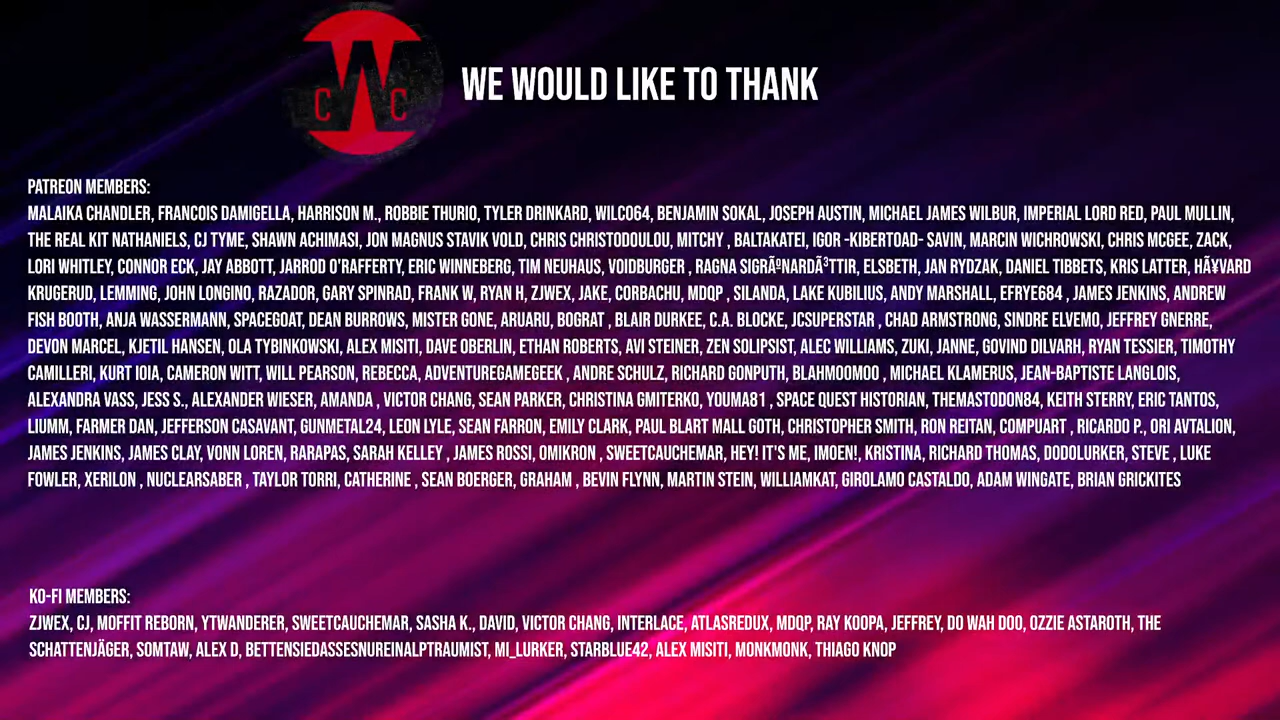 C W C
WE WOULD LIKE TO THANK
PATREON MEMBERS:
MALAIKA CHANDLER, FRANCOIS DAMIGELLA, HARRISON M., ROBBIE THURIO, TYLER DRINKARD, WILCO64, BENJAMIN SOKAL, JOSEPH AUSTIN, MICHAEL JAMES WILBUR, IMPERIAL LORD RED, PAUL MULLIN,
THE REAL KIT NATHANIELS, CJ TYME, SHAWN ACHIMASI, JON MAGNUS STAVIK VOLD, CHRIS CHRISTODOULOU, MITCHY , BALTAKATEI, IGOR -KIBERTOAD- SAVIN, MARCIN WICHROWSKI, CHRIS MCGEE, ZACK,
LORI WHITLEY, CONNOR ECK, JAY ABBOTT, JARROD O'RAFFERTY, ERIC WINNEBERG, TIM NEUHAUS, VOIDBURGER , RAGNA SIGRÃºNARDÃ³TTIR, ELSBETH, JAN RYDZAK, DANIEL TIBBETS, KRIS LATTER, HÃ¥VARD
KRUGERUD, LEMMING, JOHN LONGINO, RAZADOR, GARY SPINRAD, FRANK W, RYAN H, ZJWEX, JAKE, CORBACHU, MDQP , SILANDA, LAKE KUBILIUS, ANDY MARSHALL, EFRYE684 , JAMES JENKINS, ANDREW
FISH BOOTH, ANJA WASSERMANN, SPACEGOAT, DEAN BURROWS, MISTER GONE, ARUARU, BOGRAT , BLAIR DURKEE, C.A. BLOCKE, JCSUPERSTAR , CHAD ARMSTRONG, SINDRE ELVEMO, JEFFREY GNERRE,
DEVON MARCEL, KJETIL HANSEN, OLA TYBINKOWSKI, ALEX MISITI, DAVE OBERLIN, ETHAN ROBERTS, AVI STEINER, ZEN SOLIPSIST, ALEC WILLIAMS, ZUKI, JANNE, GOVIND DILVARH, RYAN TESSIER, TIMOTHY
CAMILLERI, KURT IOIA, CAMERON WITT, WILL PEARSON, REBECCA, ADVENTUREGAMEGEEK , ANDRE SCHULZ, RICHARD GONPUTH, BLAHMOOMOO , MICHAEL KLAMERUS, JEAN-BAPTISTE LANGLOIS,
ALEXANDRA VASS, JESS S., ALEXANDER WIESER, AMANDA , VICTOR CHANG, SEAN PARKER, CHRISTINA GMITERKO, YOUMA81 , SPACE QUEST HISTORIAN, THEMASTODON84, KEITH STERRY, ERIC TANTOS,
LIUMM, FARMER DAN, JEFFERSON CASAVANT, GUNMETAL24, LEON LYLE, SEAN FARRON, EMILY CLARK, PAUL BLART MALL GOTH, CHRISTOPHER SMITH, RON REITAN, COMPUART , RICARDO P., ORI AVTALION,
JAMES JENKINS, JAMES CLAY, VONN LOREN, RARAPAS, SARAH KELLEY , JAMES ROSSI, OMIKRON , SWEETCAUCHEMAR, HEY! IT'S ME, IMOEN!, KRISTINA, RICHARD THOMAS, DODOLURKER, STEVE , LUKE
FOWLER, XERILON , NUCLEARSABER , TAYLOR TORRI, CATHERINE , SEAN BOERGER, GRAHAM , BEVIN FLYNN, MARTIN STEIN, WILLIAMKAT, GIROLAMO CASTALDO, ADAM WINGATE, BRIAN GRICKITES
KO-FI MEMBERS:
ZJWEX, CJ, MOFFIT REBORN, YTWANDERER, SWEETCAUCHEMAR, SASHA K., DAVID, VICTOR CHANG, INTERLACE, ATLASREDUX, MDQP, RAY KOOPA, JEFFREY, DO WAH DOO, OZZIE ASTAROTH, THE
SCHATTENJÄGER, SOMTAW, ALEX D, BETTENSIEDASSESNUREINALPTRAUMIST, MI_LURKER, STARBLUE42, ALEX MISITI, MONKMONK, THIAGO KNOP